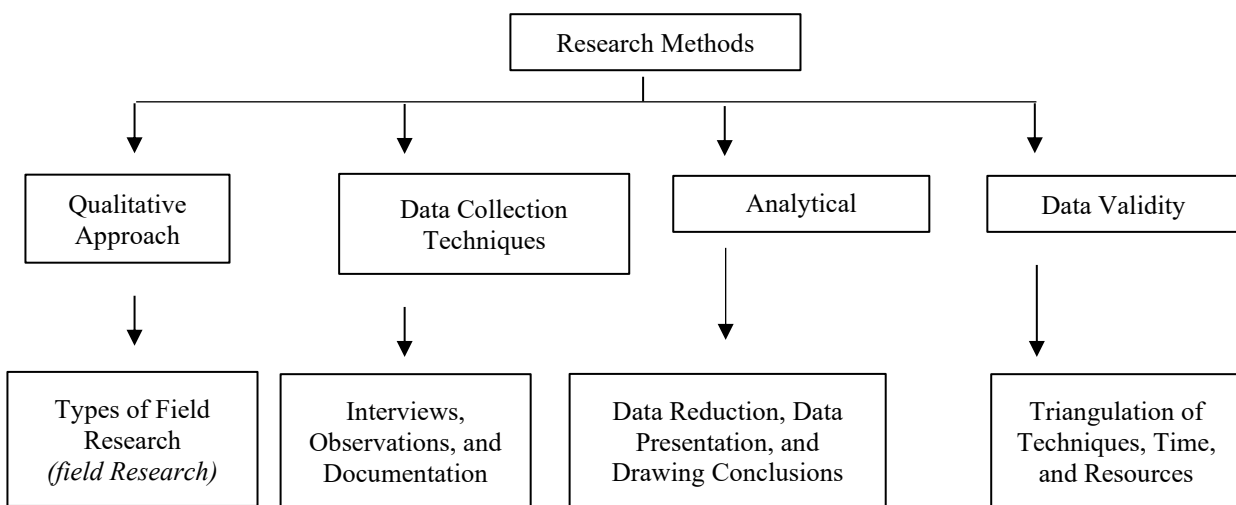 Research Methods
Qualitative
Approach
Data Collection
Techniques
Analytical
Data Validity
Types of Field
Research
(field Research)
Interviews,
Observations, and
Documentation
Data Reduction, Data
Presentation, and
Drawing Conclusions
Triangulation of
Techniques, Time,
and Resources